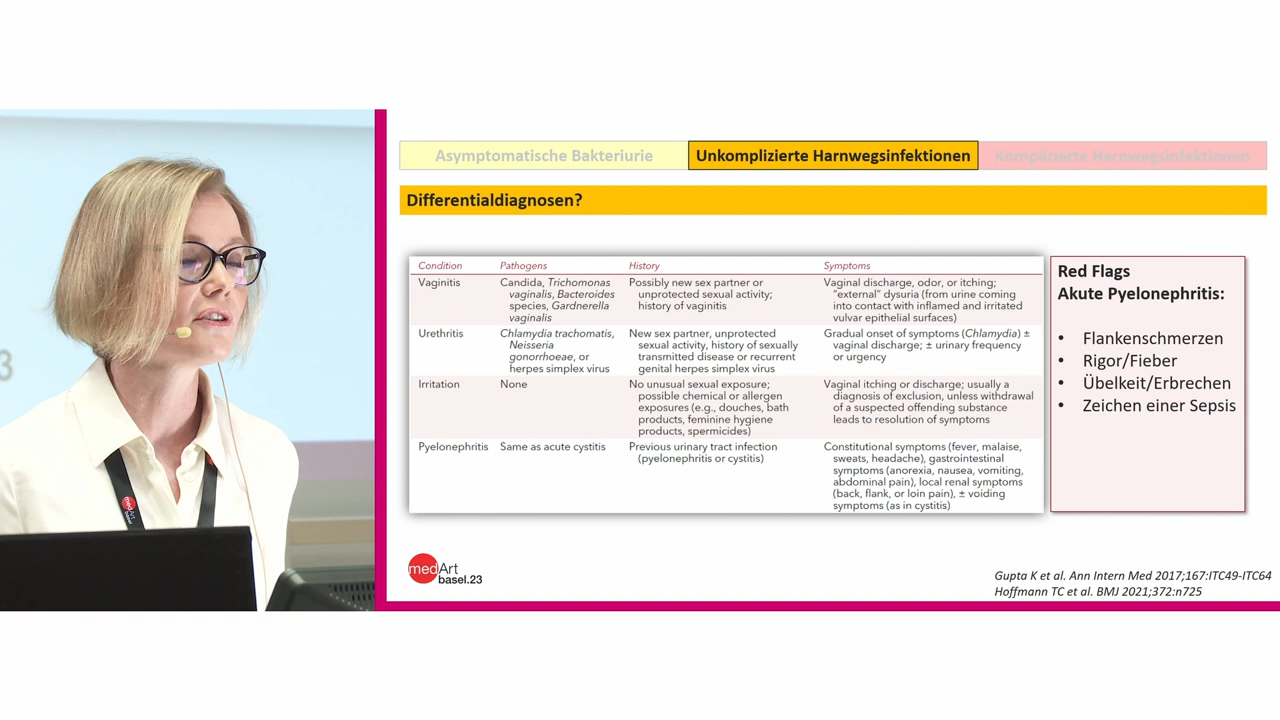 Asymptomatische Bakteriurie
Unkomplizierte Harnwegsinfektionen
Komplizierte Harnwegsinfektionen
Differentialdiagnosen?
Condition Pathogens History Symptoms
Vaginitis
Candida, Trichomonas
vaginalis, Bacteroides
species, Gardnerella
vaginalis
Possibly new sex partner or
unprotected sexual activity;
history of vaginitis
Vaginal discharge, odor, or itching;
"external" dysuria (from urine coming
into contact with inflamed and irritated
vulvar epithelial surfaces)
Urethritis
Chlamydia trachomatis,
Neisseria
gonorrhoeae, or
herpes simplex virus
New sex partner, unprotected
sexual activity, history of sexually
transmitted disease or recurrent
genital herpes simplex virus
Gradual onset of symptoms (Chlamydia) ±
vaginal discharge; ± urinary frequency
or urgency
Irritation
None
No unusual sexual exposure;
possible chemical or allergen
exposures (e.g., douches, bath
products, feminine hygiene
products, spermicides)
Vaginal itching or discharge; usually a
diagnosis of exclusion, unless withdrawal
of a suspected offending substance
leads to resolution of symptoms
Pyelonephritis
Same as acute cystitis
Previous urinary tract infection
(pyelonephritis or cystitis)
Constitutional symptoms (fever, malaise,
sweats, headache), gastrointestinal
symptoms (anorexia, nausea, vomiting,
abdominal pain), local renal symptoms
(back, flank, or loin pain), ± voiding
symptoms (as in cystitis)
Red Flags
Akute Pyelonephritis:
• Flankenschmerzen
• Rigor/Fieber
• Übelkeit/Erbrechen
• Zeichen einer Sepsis
medArt
basel.23
Gupta K et al. Ann Intern Med 2017;167:ITC49-ITC64
Hoffmann TC et al. BMJ 2021;372:n725
3
medArt
basel